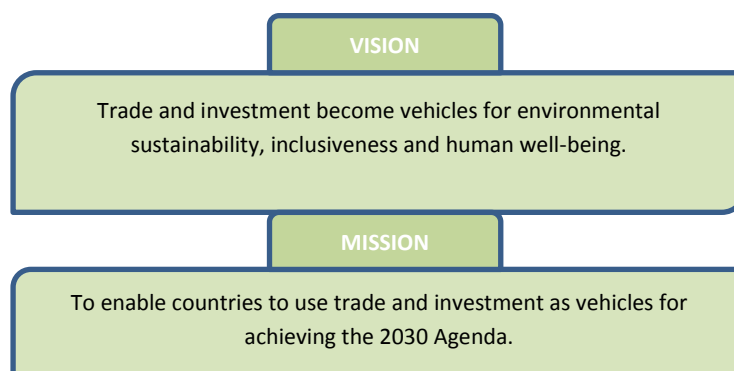 VISION
Trade and investment become vehicles for environmental
sustainability, inclusiveness and human well-being.
MISSION
To enable countries to use trade and investment as vehicles for
achieving the 2030 Agenda.